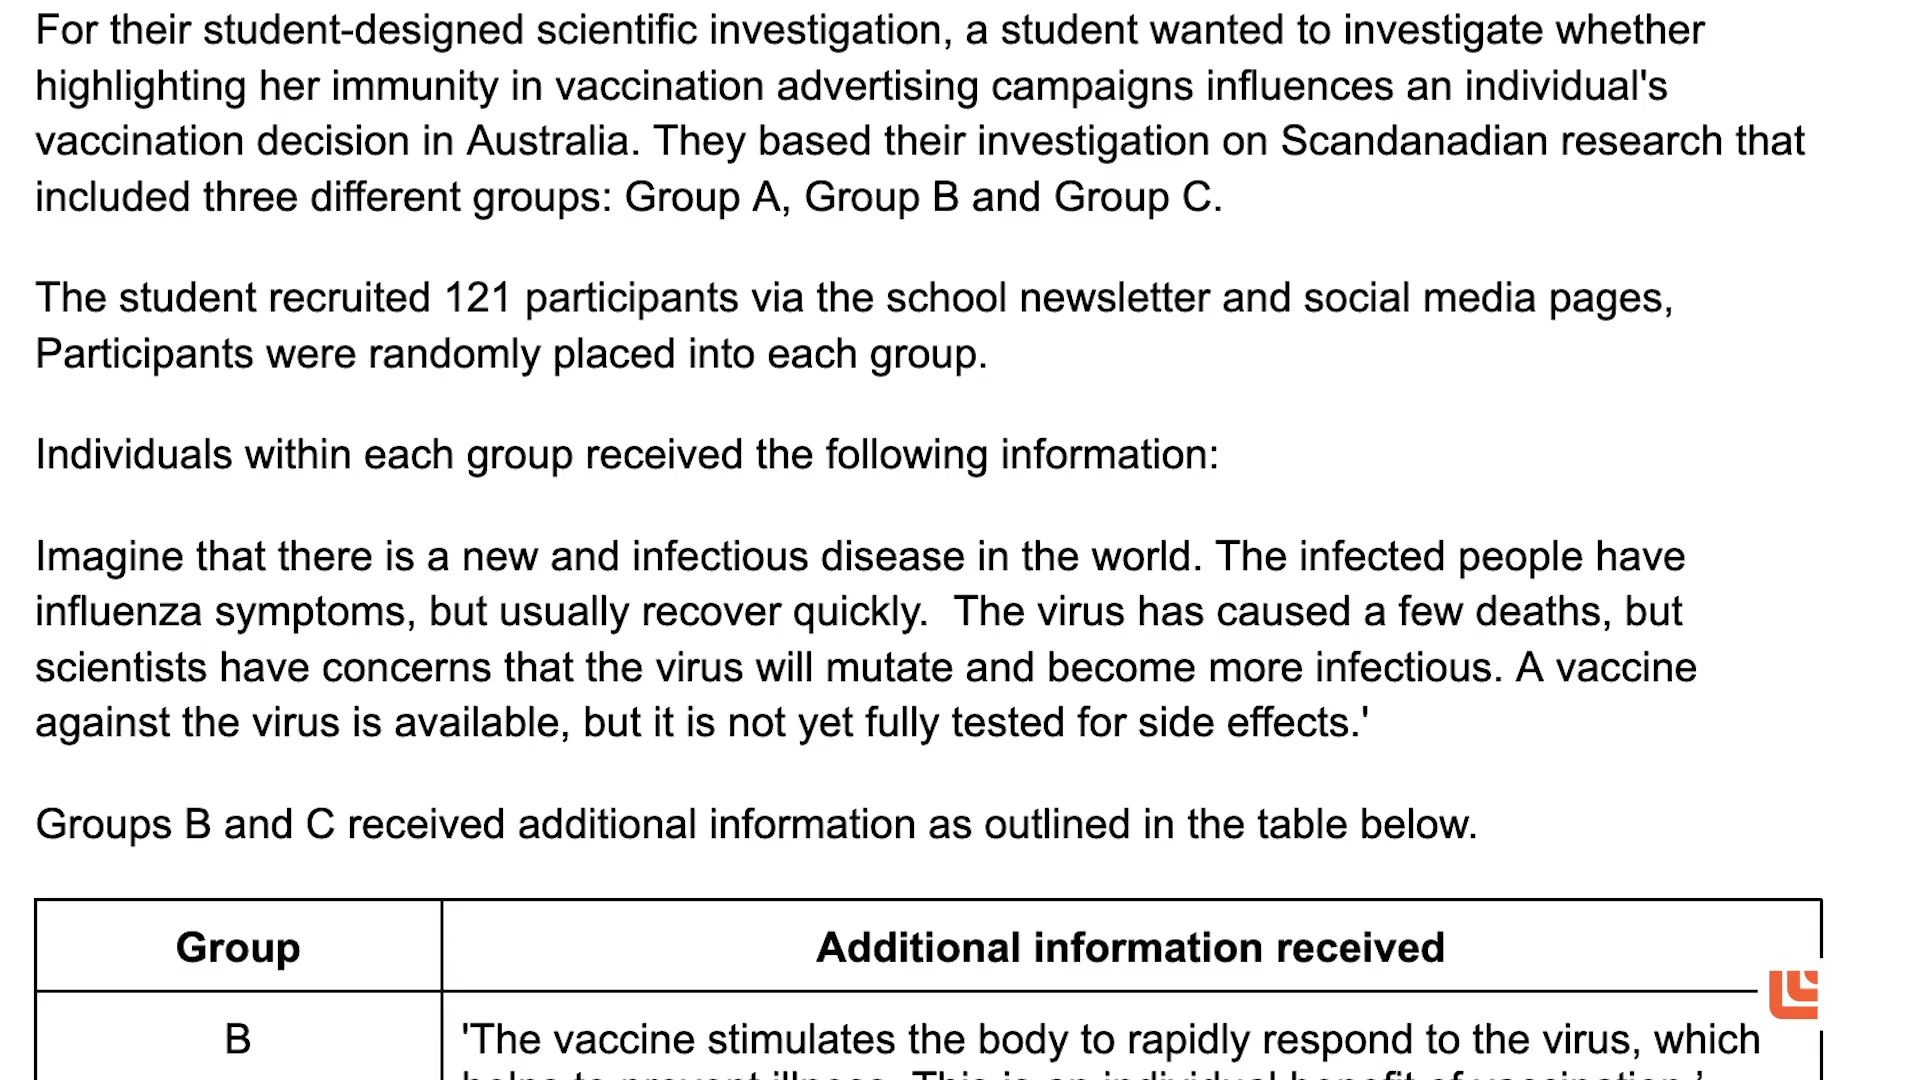 For their student-designed scientific investigation, a student wanted to investigate whether
highlighting her immunity in vaccination advertising campaigns influences an individual's
vaccination decision in Australia. They based their investigation on Scandanadian research that
included three different groups: Group A, Group B and Group C.
The student recruited 121 participants via the school newsletter and social media pages,
Participants were randomly placed into each group.
Individuals within each group received the following information:
Imagine that there is a new and infectious disease in the world. The infected people have
influenza symptoms, but usually recover quickly.  The virus has caused a few deaths, but
scientists have concerns that the virus will mutate and become more infectious. A vaccine
against the virus is available, but it is not yet fully tested for side effects.'
Groups B and C received additional information as outlined in the table below.
Group Additional information received
B 'The vaccine stimulates the body to rapidly respond to the virus, which